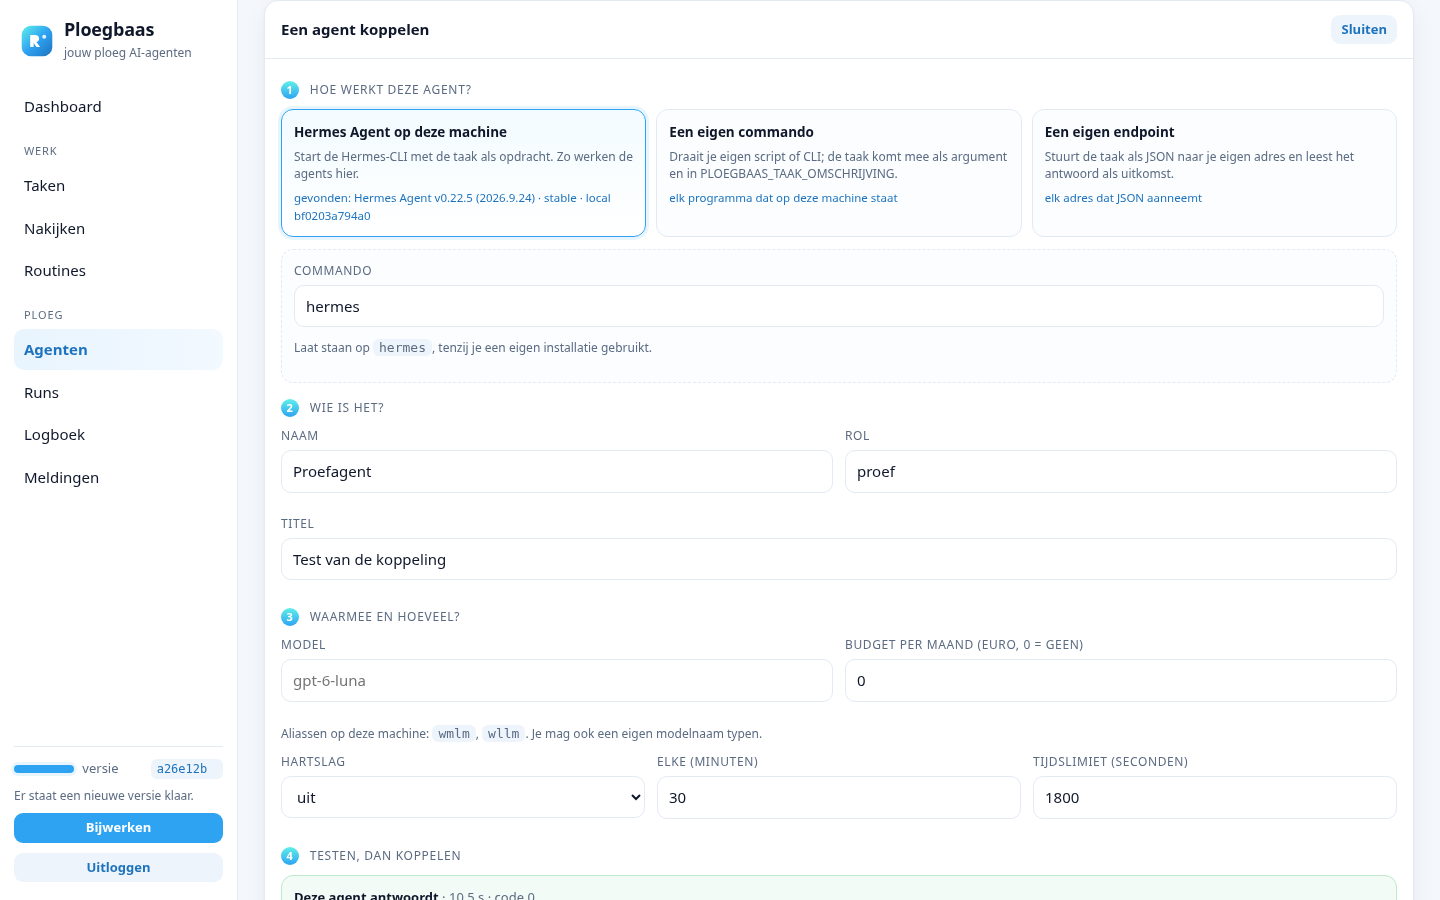 Ploegbaas
jouw ploeg AI-agenten
Dashboard
WERK
Taken
Nakijken
Routines
PLOEG
Agenten
Runs
Logboek
Meldingen
versie a26e12b
Er staat een nieuwe versie klaar.
Bijwerken
Uitloggen
Een agent koppelen
Sluiten
1 HOE WERKT DEZE AGENT?
Hermes Agent op deze machine
Start de Hermes-CLI met de taak als opdracht. Zo werken de
agents hier.
gevonden: Hermes Agent v0.22.5 (2026.9.24) · stable · local
bf0203a794a0
Een eigen commando
Draait je eigen script of CLI; de taak komt mee als argument
en in PLOEGBAAS_TAAK_OMSCHRIJVING.
elk programma dat op deze machine staat
Een eigen endpoint
Stuurt de taak als JSON naar je eigen adres en leest het
antwoord als uitkomst.
elk adres dat JSON aanneemt
COMMANDO
hermes
Laat staan op hermes, tenzij je een eigen installatie gebruikt.
2 WIE IS HET?
NAAM
Proefagent
ROL
proef
TITEL
Test van de koppeling
3 WAARMEE EN HOEVEEL?
MODEL
gpt-6-luna
BUDGET PER MAAND (EURO, 0 = GEEN)
0
Aliassen op deze machine: wmlm, wllm. Je mag ook een eigen modelnaam typen.
HARTSLAG
uit
ELKE (MINUTEN)
30
TIJDSLIMIET (SECONDEN)
1800
4 TESTEN, DAN KOPPELEN
Deze agent antwoordt · 10.5 s · code 0